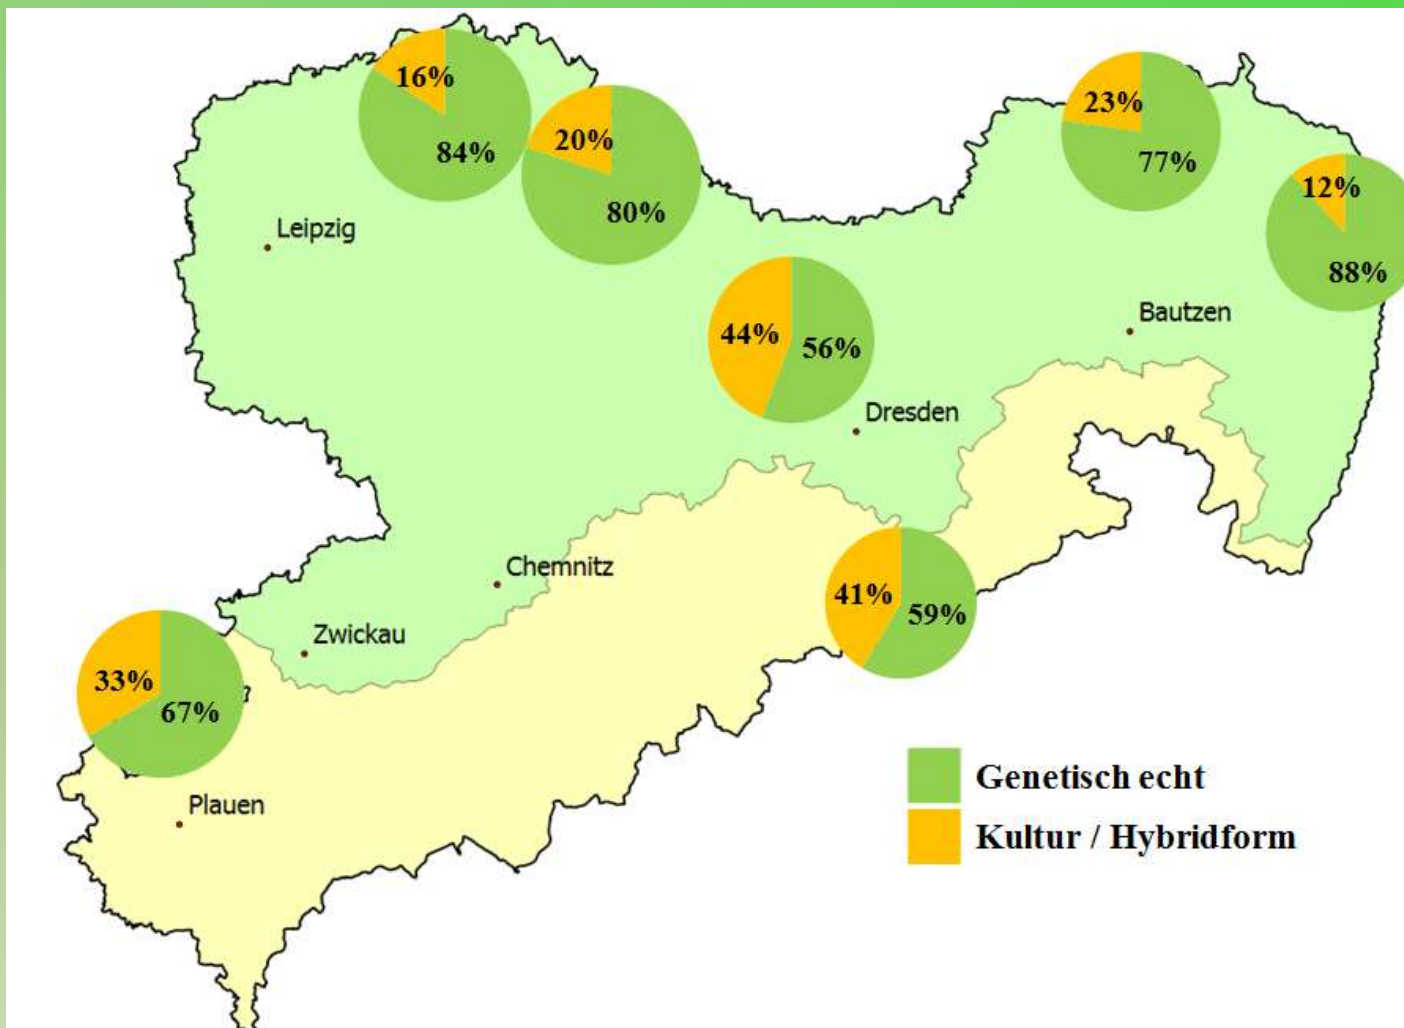 16%
84%
20%
80%
23%
77%
12%
88%
Leipzig
44%
56%
Bautzen
Dresden
Chemnitz
41%
59%
Zwickau
33%
67%
Plauen
Genetisch echt
Kultur / Hybridform